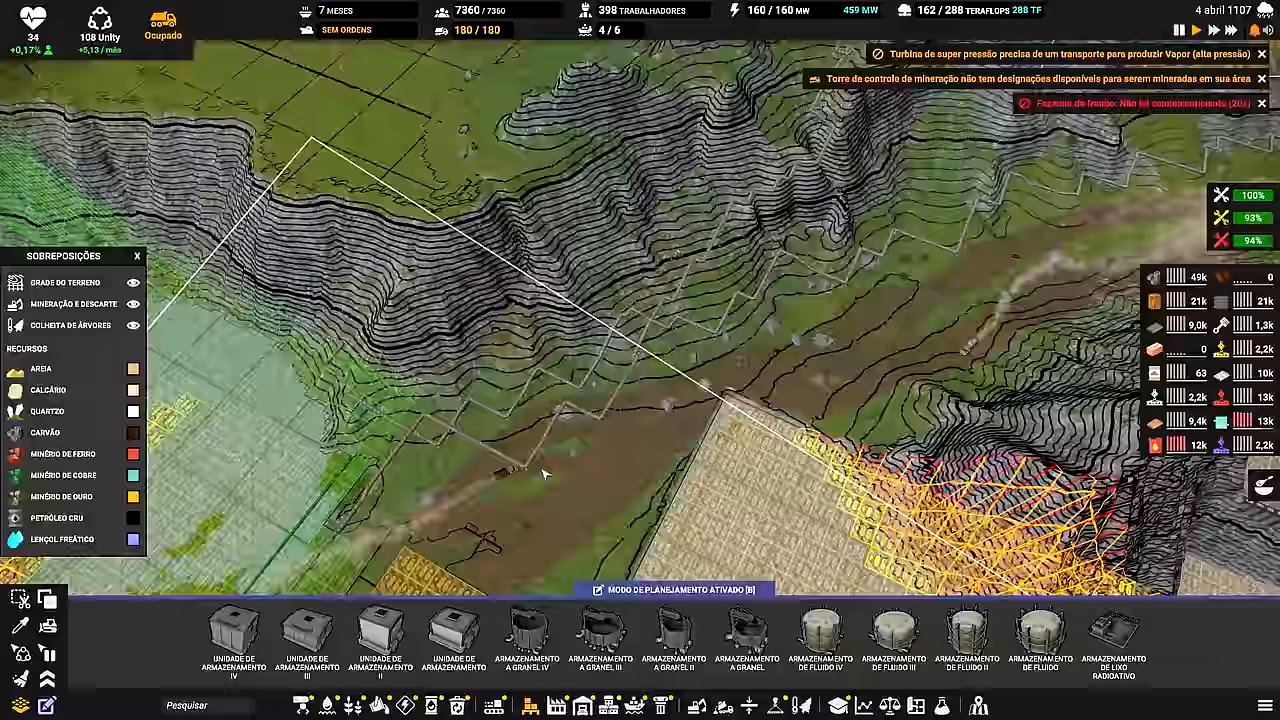 34
+0,17%
108 Unity
+5,13 / mês
Ocupado
7 MESES
SEM ORDENS
7360 / 7360
180 / 180
398 TRABALHADORES
4 / 6
160 / 160 MW 459 MW
162 / 288 TERAFLOPS 288 TF
4 abril 1107
Turbina de super pressão precisa de um transporte para produzir Vapor (alta pressão) X
Torre de controle de mineração não tem designações disponíveis para serem mineradas em sua área X
100%
93%
94%
SOBREPOSIÇÕES X
GRADE DO TERRENO
MINERAÇÃO E DESCARTE
COLHEITA DE ÁRVORES
RECURSOS
AREIA
CALCÁRIO
QUARTZO
CARVÃO
MINÉRIO DE FERRO
MINÉRIO DE COBRE
MINÉRIO DE OURO
PETRÓLEO CRU
LENÇOL FREÁTICO
49k 0
21k 21k
9,0k 1,3k
0 2,2k
63 10k
2,2k 13k
9,4k 13k
12k 2,2k
MODO DE PLANEJAMENTO ATIVADO [B]
UNIDADE DE ARMAZENAMENTO IV
UNIDADE DE ARMAZENAMENTO III
UNIDADE DE ARMAZENAMENTO II
UNIDADE DE ARMAZENAMENTO
ARMAZENAMENTO A GRANEL IV
ARMAZENAMENTO A GRANEL III
ARMAZENAMENTO A GRANEL II
ARMAZENAMENTO A GRANEL
ARMAZENAMENTO DE FLUIDO IV
ARMAZENAMENTO DE FLUIDO III
ARMAZENAMENTO DE FLUIDO II
ARMAZENAMENTO DE FLUIDO
ARMAZENAMENTO DE LIXO RADIOATIVO
Pesquisar